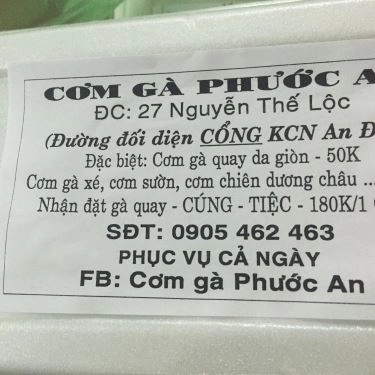 CƠM GÀ PHƯỚC A
ĐC: 27 Nguyễn Thế Lộc
(Đường đối diện CỔNG KCN An Đ
Đặc biệt: Cơm gà quay da giòn - 50K
Cơm gà xé, cơm sườn, cơm chiên dương châu ...
Nhận đặt gà quay - CÚNG - TIỆC - 180K/1
SĐT: 0905 462 463
PHỤC VỤ CẢ NGÀY
FB: Cơm gà Phước An